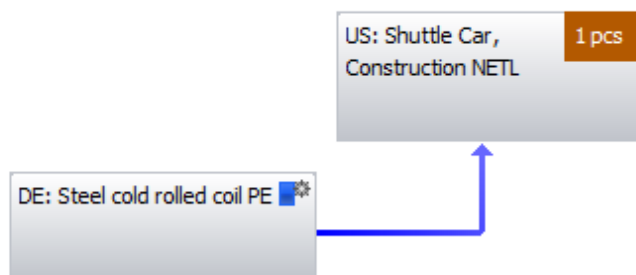 US: Shuttle Car,
Construction NETL
1 pcs
DE: Steel cold rolled coil PE